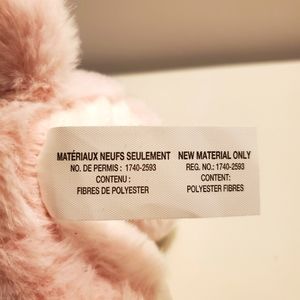 MATÉRIAUX NEUFS SEULEMENT
NO. DE PERMIS : 1740-2593
CONTENU :
FIBRES DE POLYESTER
NEW MATERIAL ONLY
REG. NO.: 1740-2593
CONTENT:
POLYESTER FIBRES